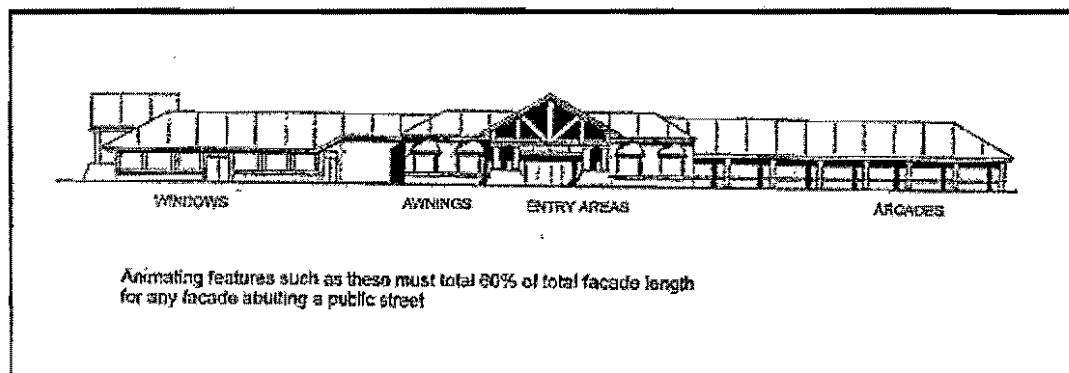 WINDOWS AWNINGS ENTRY AREAS ARCADES
Animating features such as these must total 60% of total facade length
for any facade abutting a public street